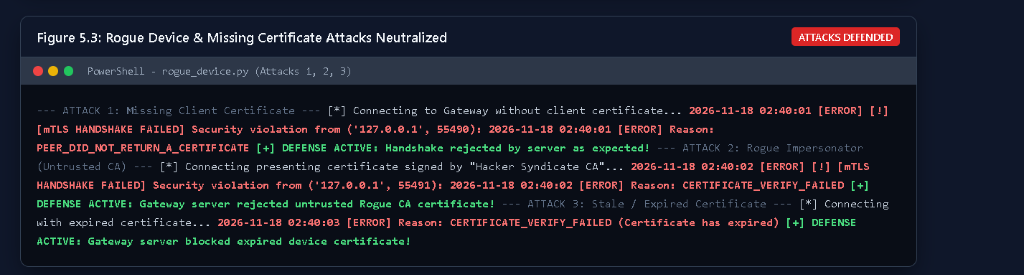 Figure 5.3: Rogue Device & Missing Certificate Attacks Neutralized
ATTACKS DEFENDED
PowerShell - rogue_device.py (Attacks 1, 2, 3)
--- ATTACK 1: Missing Client Certificate --- [*] Connecting to Gateway without client certificate... 2026-11-18 02:40:01 [ERROR] [!]
[mTLS HANDSHAKE FAILED] Security violation from ('127.0.0.1', 55490): 2026-11-18 02:40:01 [ERROR] Reason:
PEER_DID_NOT_RETURN_A_CERTIFICATE [+] DEFENSE ACTIVE: Handshake rejected by server as expected! --- ATTACK 2: Rogue Impersonator
(Untrusted CA) --- [*] Connecting presenting certificate signed by "Hacker Syndicate CA"... 2026-11-18 02:40:02 [ERROR] [!] [mTLS
HANDSHAKE FAILED] Security violation from ('127.0.0.1', 55491): 2026-11-18 02:40:02 [ERROR] Reason: CERTIFICATE_VERIFY_FAILED [+]
DEFENSE ACTIVE: Gateway server rejected untrusted Rogue CA certificate! --- ATTACK 3: Stale / Expired Certificate --- [*] Connecting
with expired certificate... 2026-11-18 02:40:03 [ERROR] Reason: CERTIFICATE_VERIFY_FAILED (Certificate has expired) [+] DEFENSE
ACTIVE: Gateway server blocked expired device certificate!